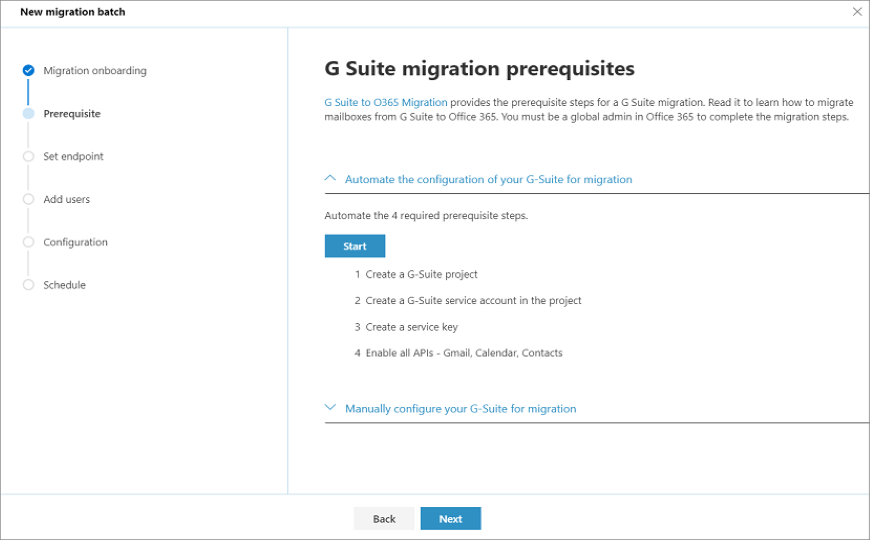 New migration batch
Migration onboarding
Prerequisite
Set endpoint
Add users
Configuration
Schedule
G Suite migration prerequisites
G Suite to O365 Migration provides the prerequisite steps for a G Suite migration. Read it to learn how to migrate
mailboxes from G Suite to Office 365. You must be a global admin in Office 365 to complete the migration steps.
Automate the configuration of your G-Suite for migration
Automate the 4 required prerequisite steps.
Start
1 Create a G-Suite project
2 Create a G-Suite service account in the project
3 Create a service key
4 Enable all APIs - Gmail, Calendar, Contacts
Manually configure your G-Suite for migration
Back
Next